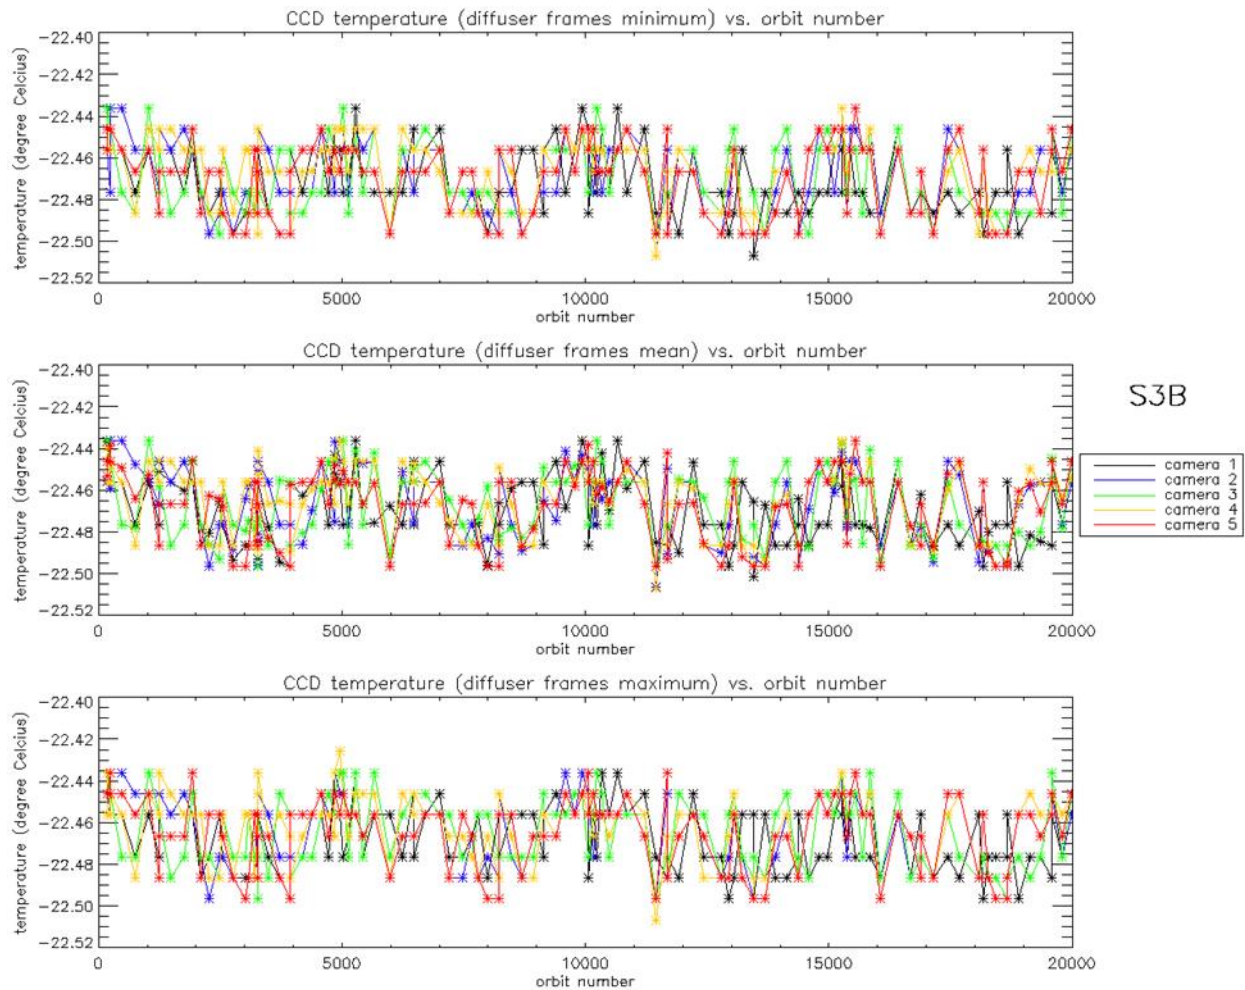 CCD temperature (diffuser frames minimum) vs. orbit number
temperature (degree Celcius)
-22.40
-22.42
-22.44
-22.46
-22.48
-22.50
-22.52
0 5000 10000 15000 20000
orbit number
CCD temperature (diffuser frames mean) vs. orbit number
temperature (degree Celcius)
-22.40
-22.42
-22.44
-22.46
-22.48
-22.50
-22.52
0 5000 10000 15000 20000
orbit number
S3B
camera 1
camera 2
camera 3
camera 4
camera 5
CCD temperature (diffuser frames maximum) vs. orbit number
temperature (degree Celcius)
-22.40
-22.42
-22.44
-22.46
-22.48
-22.50
-22.52
0 5000 10000 15000 20000
orbit number